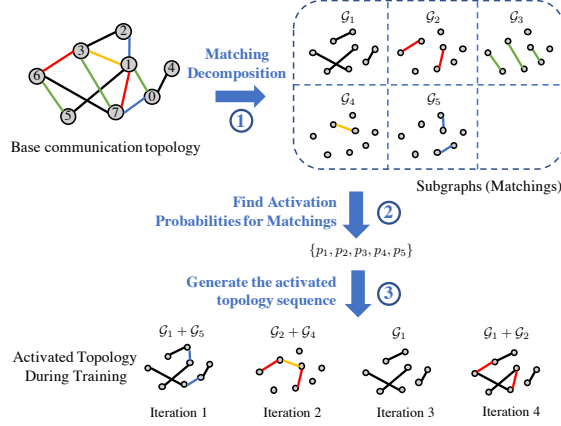 2
3
1
4
6
0
5
7
Base communication topology
Matching
Decomposition
1
𝒢1
𝒢2
𝒢3
𝒢4
𝒢5
Subgraphs (Matchings)
Find Activation
Probabilities for Matchings
2
{p1, p2, p3, p4, p5}
Generate the activated
topology sequence
3
𝒢1 + 𝒢5
𝒢2 + 𝒢4
𝒢1
𝒢1 + 𝒢2
Activated Topology
During Training
Iteration 1
Iteration 2
Iteration 3
Iteration 4